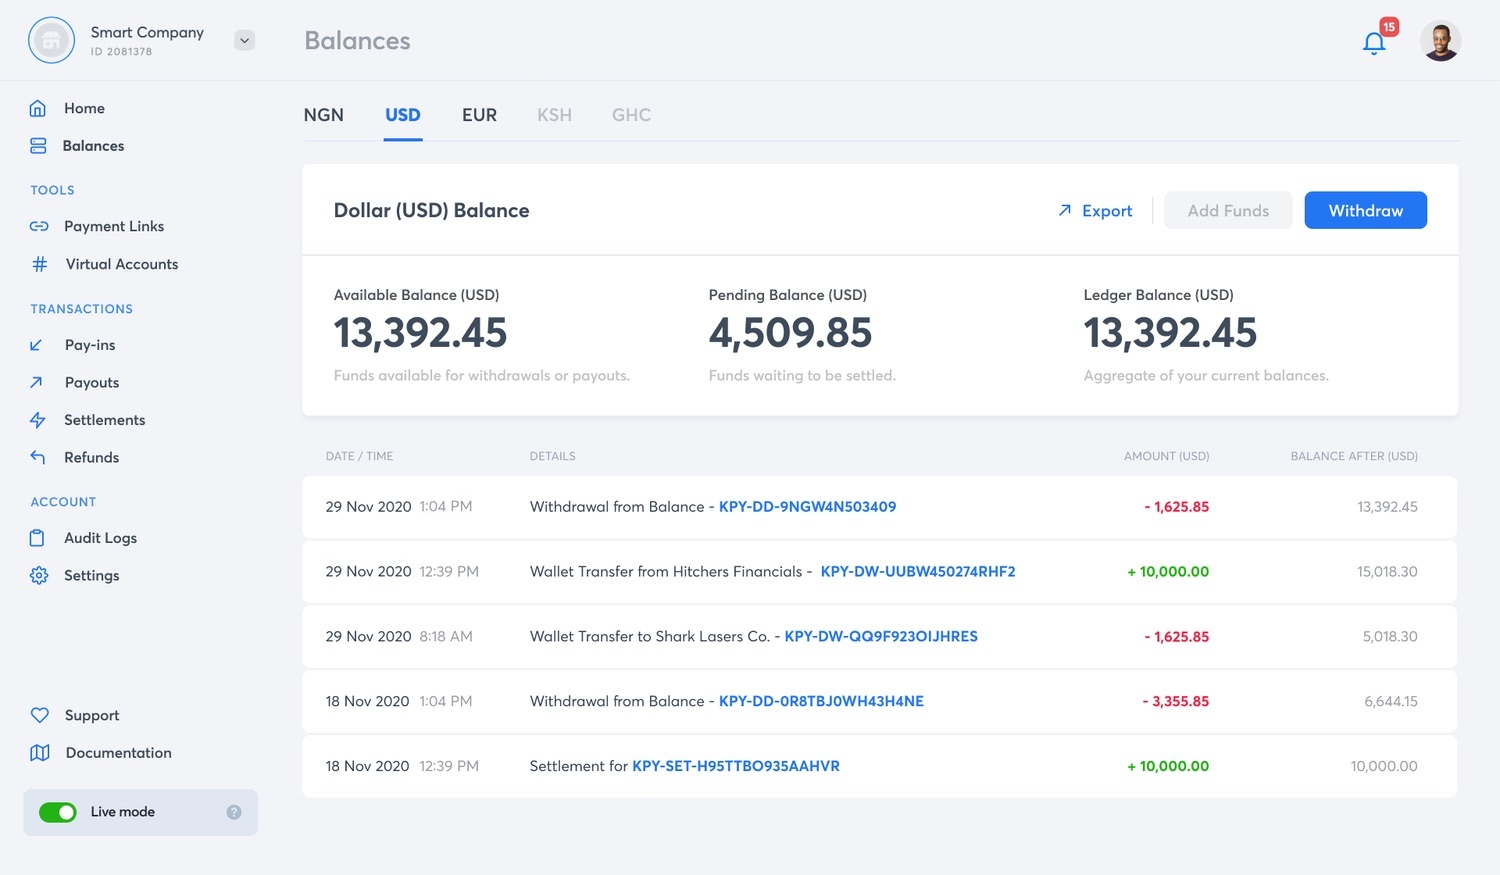 Smart Company
ID 2081378
Balances
15
Home
Balances
TOOLS
Payment Links
Virtual Accounts
TRANSACTIONS
Pay-ins
Payouts
Settlements
Refunds
ACCOUNT
Audit Logs
Settings
Support
Documentation
Live mode ?
NGN USD EUR KSH GHC
Dollar (USD) Balance
Export Add Funds Withdraw
Available Balance (USD) Pending Balance (USD) Ledger Balance (USD)
13,392.45 4,509.85 13,392.45
Funds available for withdrawals or payouts. Funds waiting to be settled. Aggregate of your current balances.
DATE / TIME DETAILS AMOUNT (USD) BALANCE AFTER (USD)
29 Nov 2020 1:04 PM Withdrawal from Balance - KPY-DD-9NGW4N503409 - 1,625.85 13,392.45
29 Nov 2020 12:39 PM Wallet Transfer from Hitchers Financials - KPY-DW-UUBW450274RHF2 + 10,000.00 15,018.30
29 Nov 2020 8:18 AM Wallet Transfer to Shark Lasers Co. - KPY-DW-QQ9F923OIJHRES - 1,625.85 5,018.30
18 Nov 2020 1:04 PM Withdrawal from Balance - KPY-DD-0R8TBJ0WH43H4NE - 3,355.85 6,644.15
18 Nov 2020 12:39 PM Settlement for KPY-SET-H95TTBO935AAHVR + 10,000.00 10,000.00